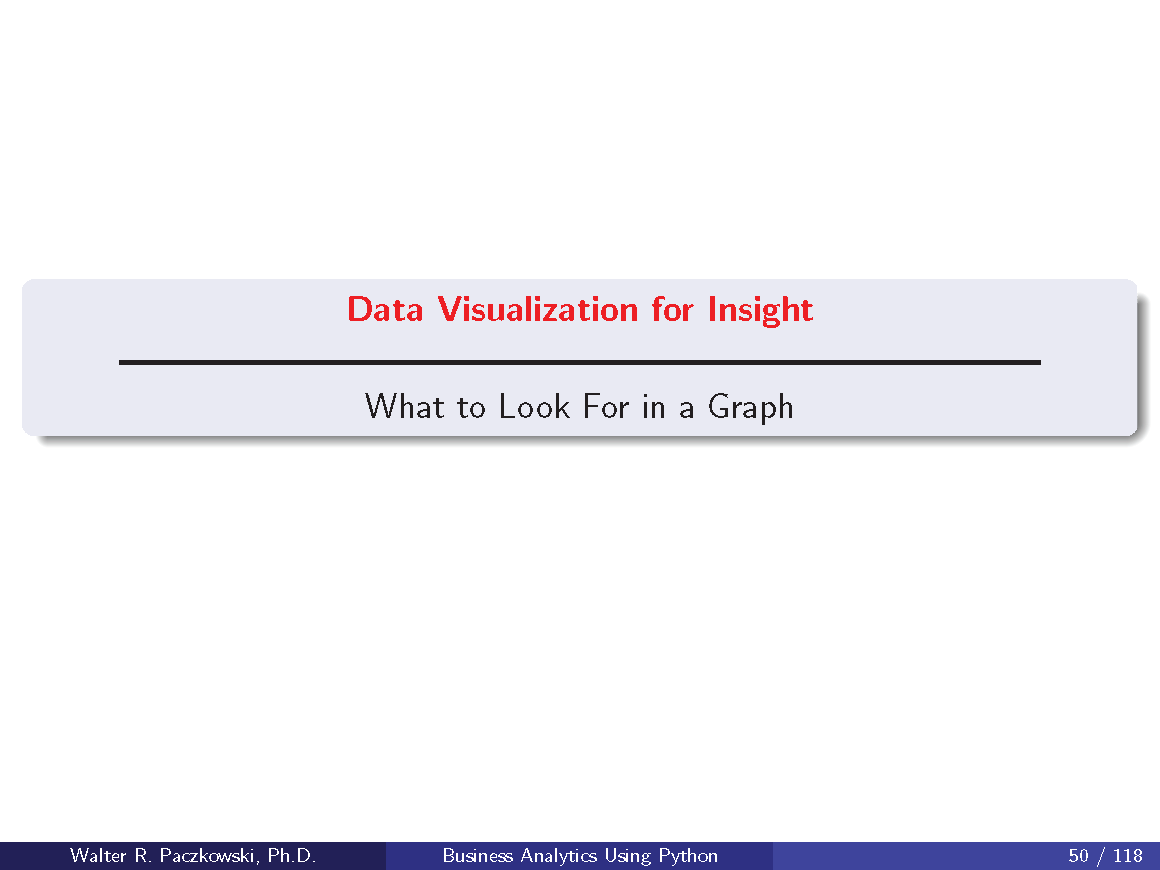 Data Visualization for Insight
What to Look For in a Graph
Walter R. Paczkowski, Ph.D.
Business Analytics Using Python
50 / 118